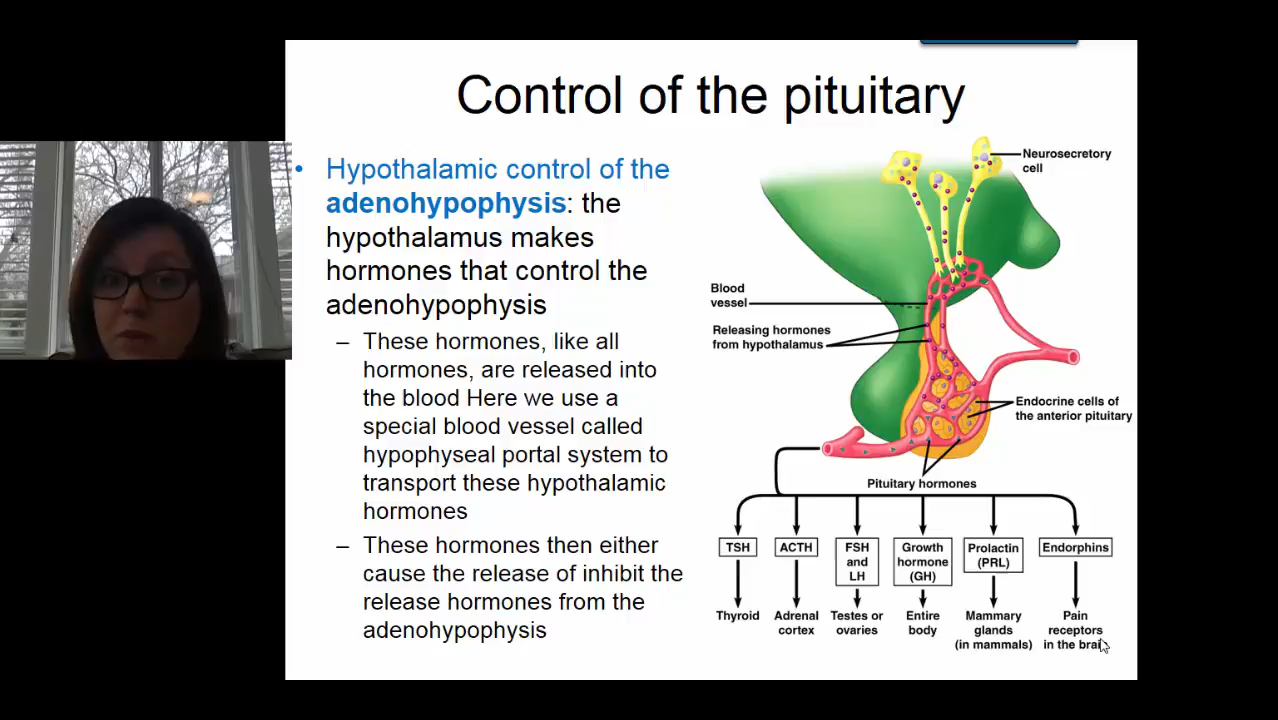 Control of the pituitary
• Hypothalamic control of the
adenohypophysis: the
hypothalamus makes
hormones that control the
adenohypophysis
– These hormones, like all
hormones, are released into
the blood Here we use a
special blood vessel called
hypophyseal portal system to
transport these hypothalamic
hormones
– These hormones then either
cause the release of inhibit the
release hormones from the
adenohypophysis
Neurosecretory
cell
Blood
vessel
Releasing hormones
from hypothalamus
Endocrine cells of
the anterior pituitary
Pituitary hormones
TSH
ACTH
FSH
and
LH
Growth
hormone
(GH)
Prolactin
(PRL)
Endorphins
Thyroid
Adrenal
cortex
Testes or
ovaries
Entire
body
Mammary
glands
(in mammals)
Pain
receptors
in the brain